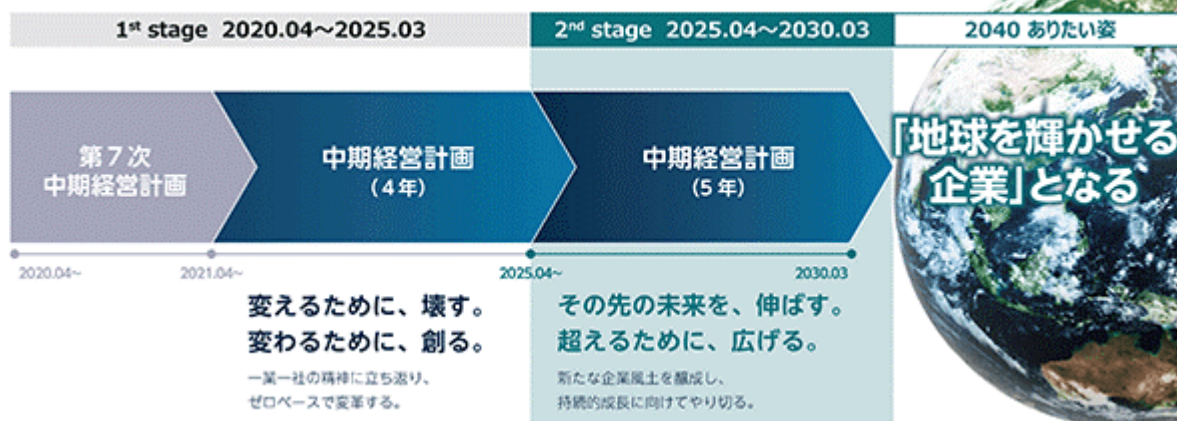 1st stage 2020.04～2025.03
2nd stage 2025.04～2030.03
2040 ありたい姿
第7次
中期経営計画
中期経営計画
（4年）
中期経営計画
（5年）
「地球を輝かせる
企業」となる
2020.04～
2021.04～
2025.04～
2030.03
変えるために、壊す。
変わるために、創る。
一業一社の精神に立ち返り、
ゼロベースで変革する。
その先の未来を、伸ばす。
超えるために、広げる。
新たな企業風土を醸成し、
持続的成長に向けてやり切る。